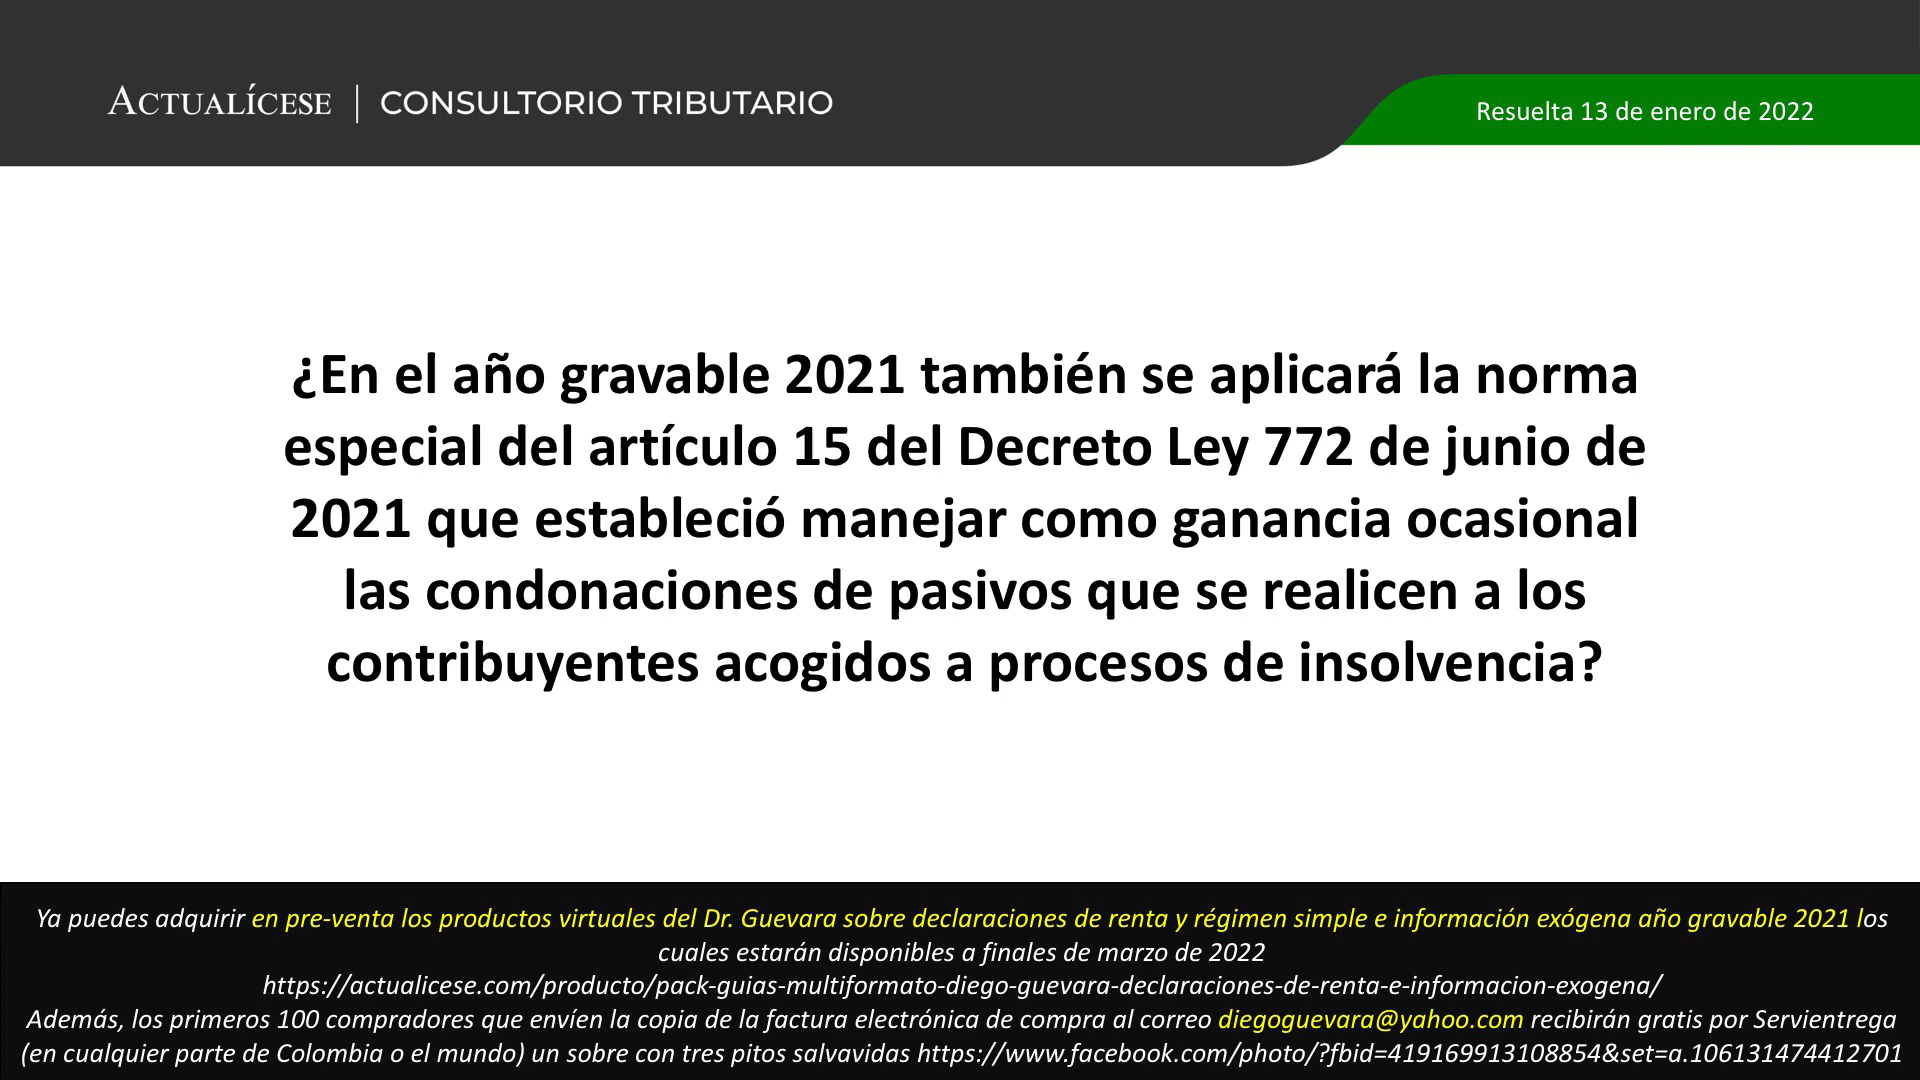 ACTUALÍCESE | CONSULTORIO TRIBUTARIO
Resuelta 13 de enero de 2022
¿En el año gravable 2021 también se aplicará la norma
especial del artículo 15 del Decreto Ley 772 de junio de
2021 que estableció manejar como ganancia ocasional
las condonaciones de pasivos que se realicen a los
contribuyentes acogidos a procesos de insolvencia?
Ya puedes adquirir en pre-venta los productos virtuales del Dr. Guevara sobre declaraciones de renta y régimen simple e información exógena año gravable 2021 los
cuales estarán disponibles a finales de marzo de 2022
https://actualicese.com/producto/pack-guias-multiformato-diego-guevara-declaraciones-de-renta-e-informacion-exogena/
Además, los primeros 100 compradores que envíen la copia de la factura electrónica de compra al correo diegoguevara@yahoo.com recibirán gratis por Servientrega
(en cualquier parte de Colombia o el mundo) un sobre con tres pitos salvavidas https://www.facebook.com/photo/?fbid=419169913108854&set=a.106131474412701